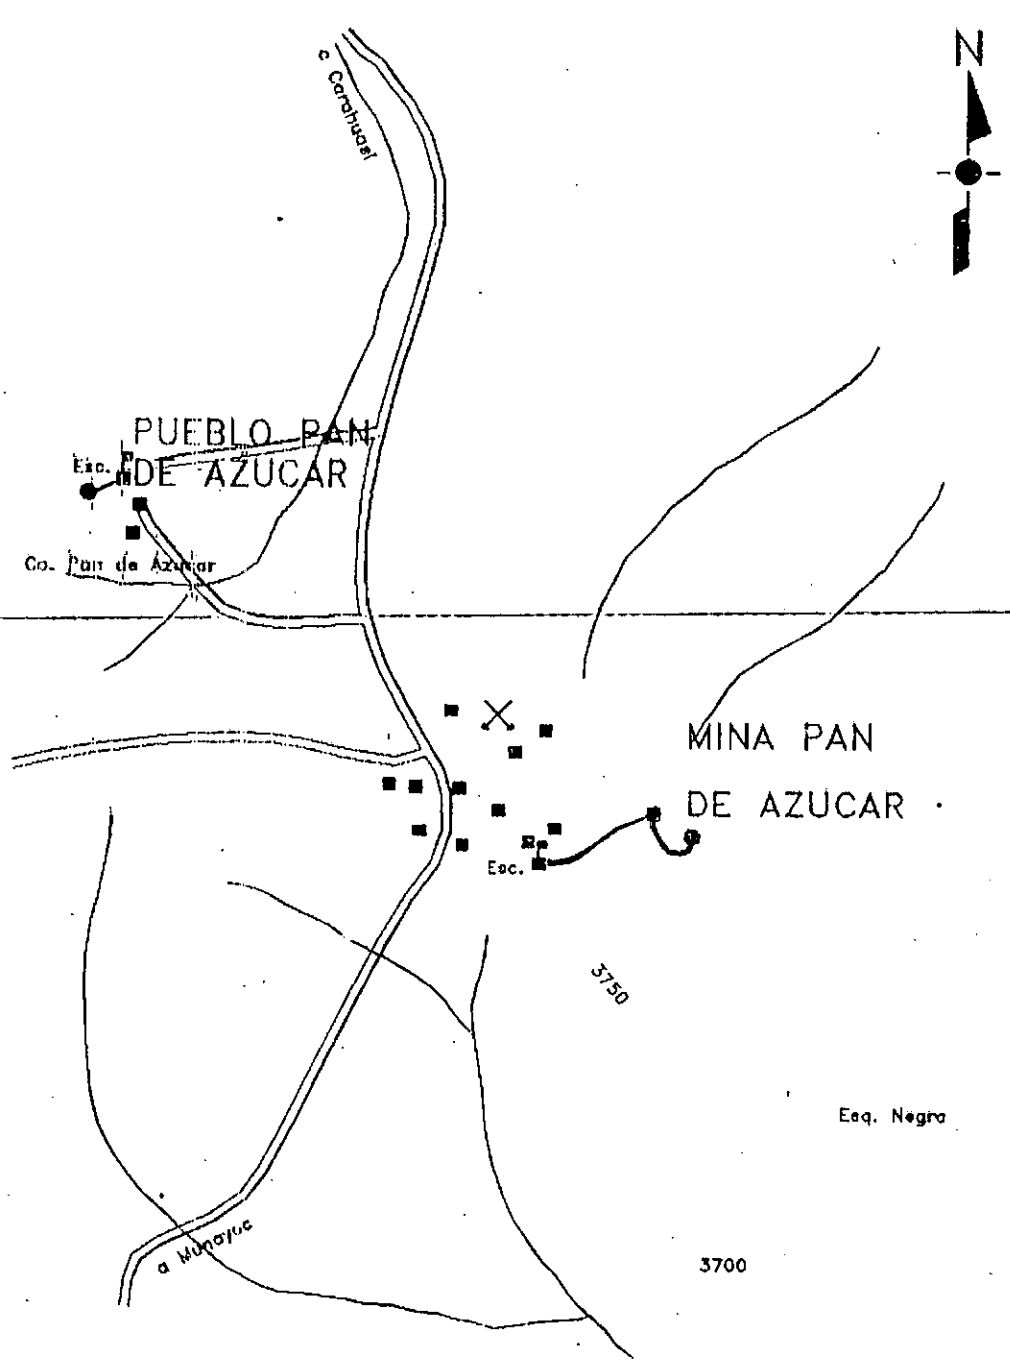 N
a Carahuasi
PUEBLO PAN
DE AZUCAR
Esc.
Co. Pan de Azucar
MINA PAN
DE AZUCAR
Esc.
3750
Esq. Negra
a Munayoc
3700